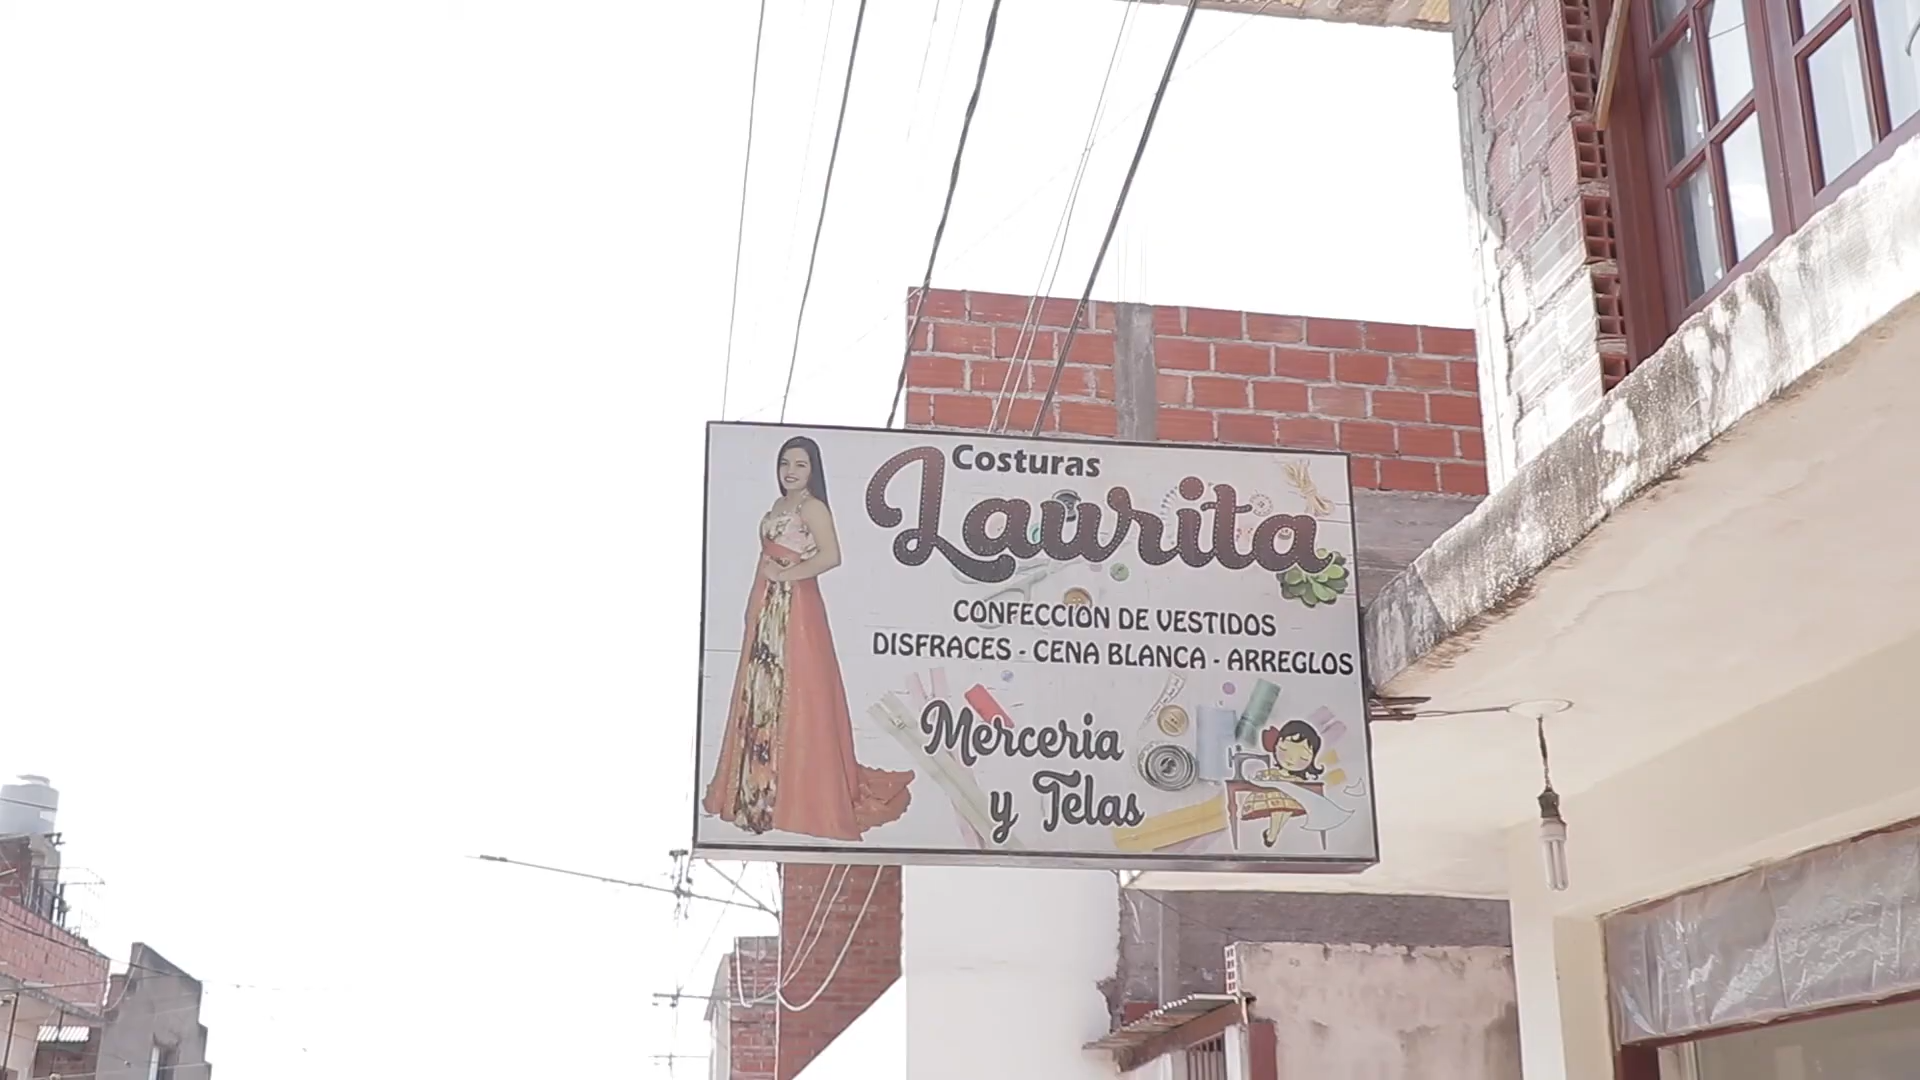 Costuras
Laurita
CONFECCION DE VESTIDOS
DISFRACES - CENA BLANCA - ARREGLOS
Merceria
y Telas